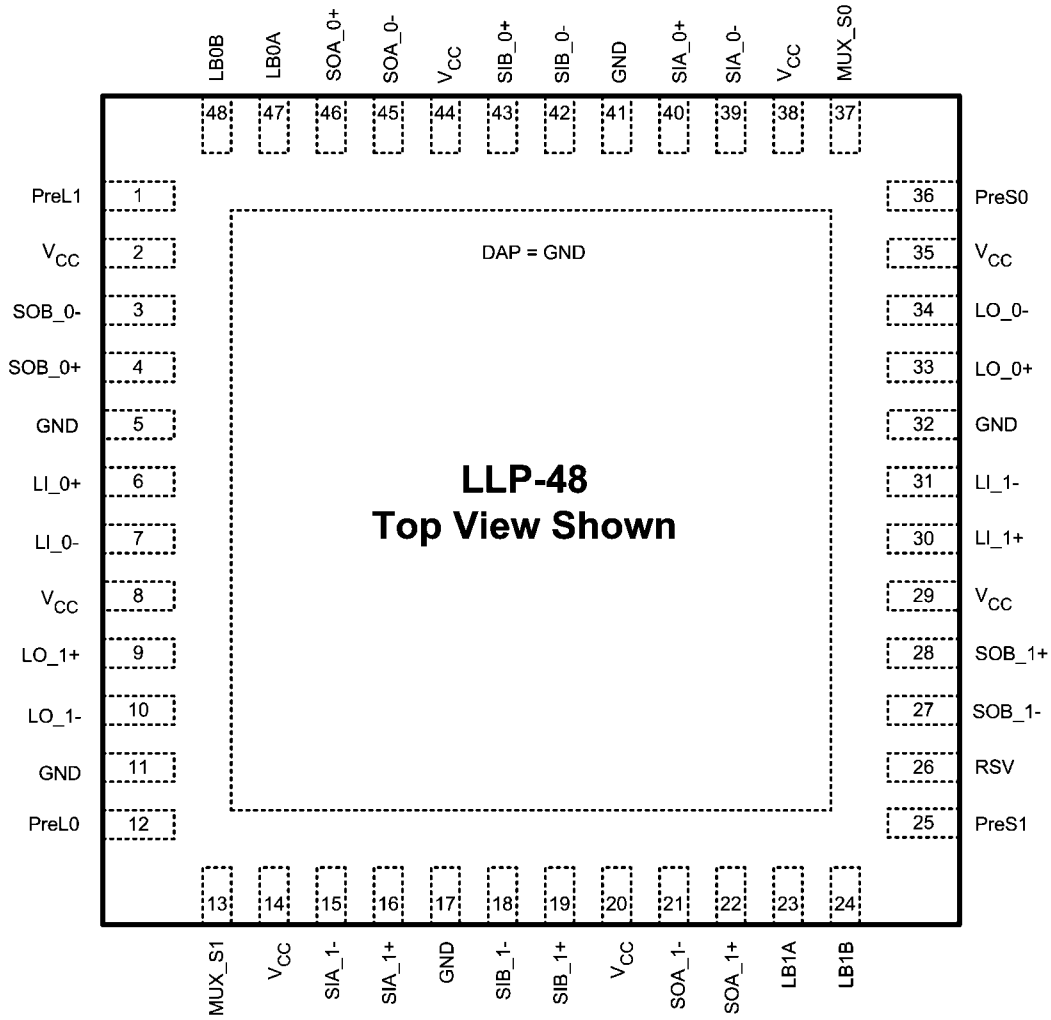 LB0B
LB0A
SOA_0+
SOA_0-
VCC
SIB_0+
SIB_0-
GND
SIA_0+
SIA_0-
VCC
MUX_S0
48 47 46 45 44 43 42 41 40 39 38 37
PreL1 1
VCC 2
SOB_0- 3
SOB_0+ 4
GND 5
LI_0+ 6
LI_0- 7
VCC 8
LO_1+ 9
LO_1- 10
GND 11
PreL0 12
DAP = GND
LLP-48
Top View Shown
36 PreS0
35 VCC
34 LO_0-
33 LO_0+
32 GND
31 LI_1-
30 LI_1+
29 VCC
28 SOB_1+
27 SOB_1-
26 RSV
25 PreS1
13 14 15 16 17 18 19 20 21 22 23 24
MUX_S1
VCC
SIA_1-
SIA_1+
GND
SIB_1-
SIB_1+
VCC
SOA_1-
SOA_1+
LB1A
LB1B